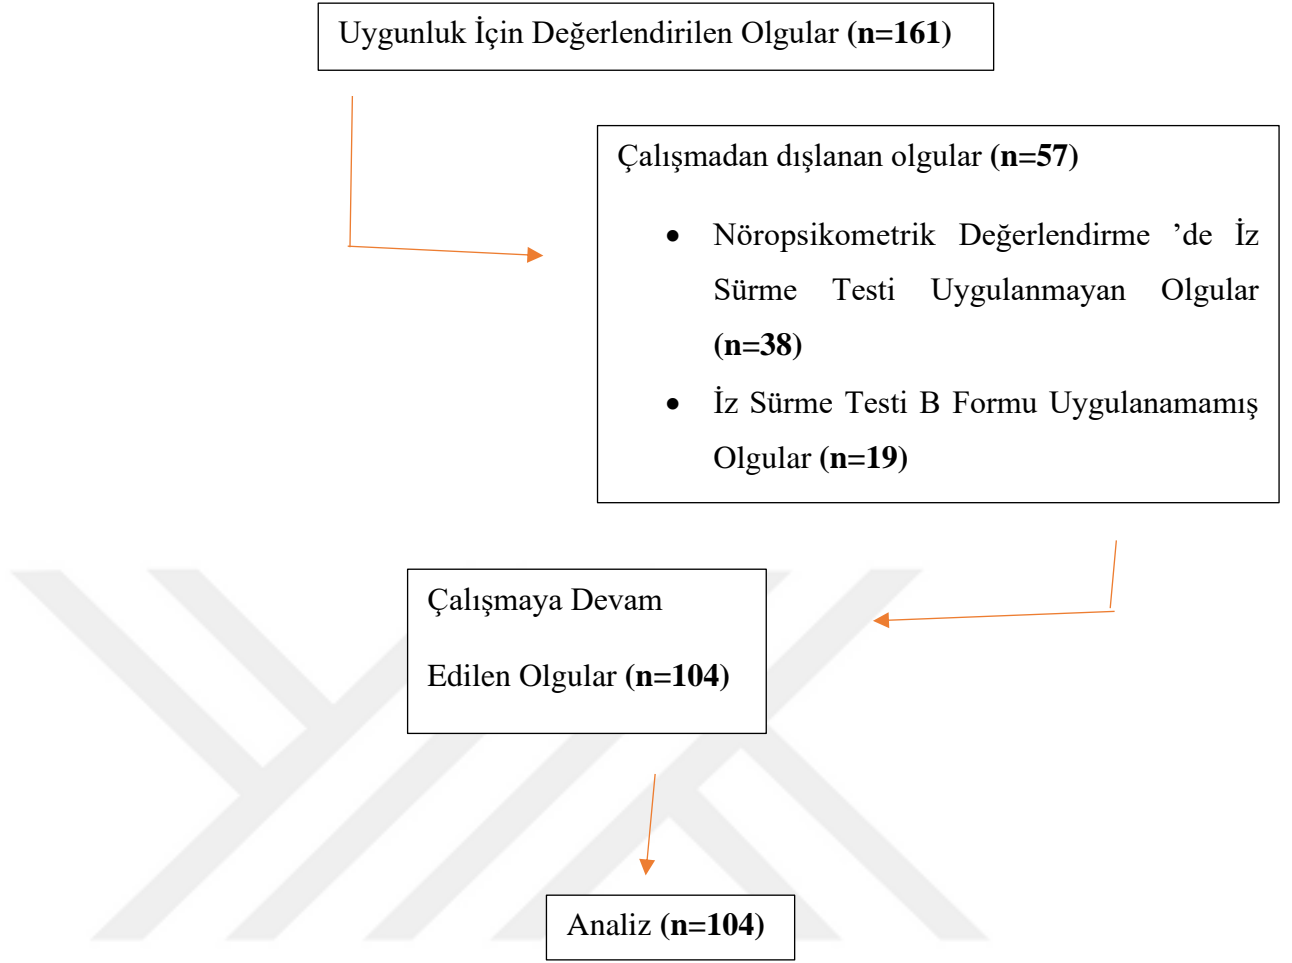 Uygunluk İçin Değerlendirilen Olgular (n=161)
Çalışmadan dışlanan olgular (n=57)
• Nöropsikometrik Değerlendirme ’de İz
Sürme Testi Uygulanmayan Olgular
(n=38)
• İz Sürme Testi B Formu Uygulanamamış
Olgular (n=19)
Çalışmaya Devam
Edilen Olgular (n=104)
Analiz (n=104)